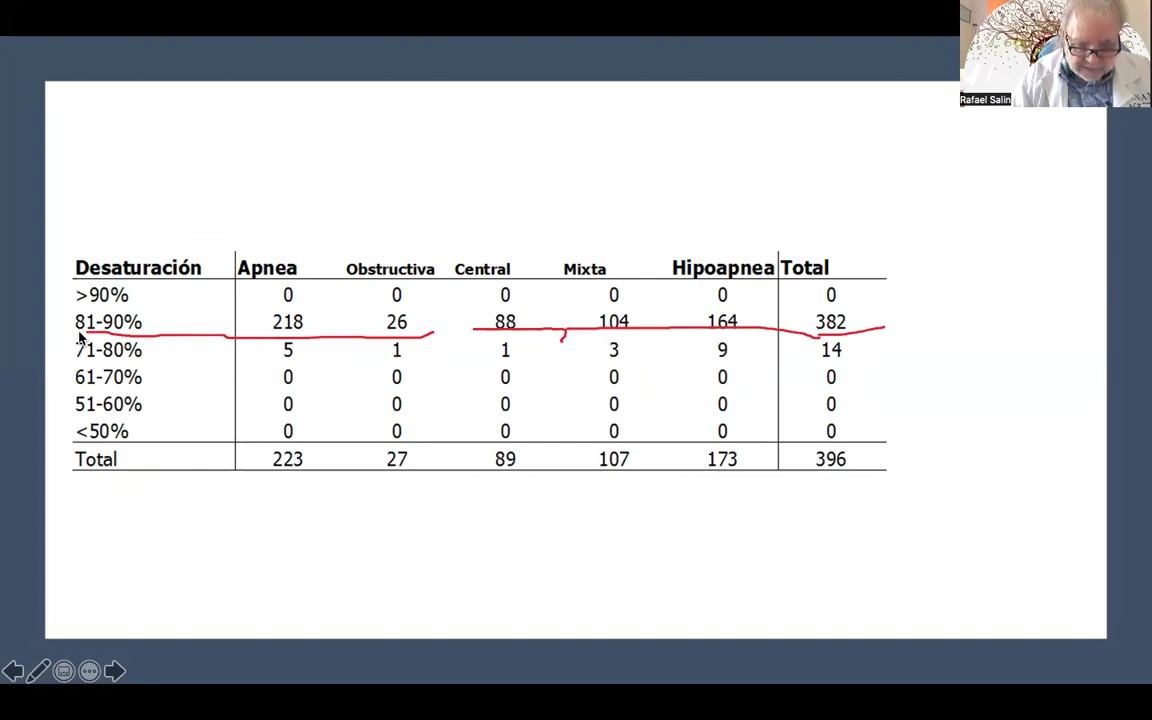 Rafael Salin
Desaturación Apnea Obstructiva Central Mixta Hipoapnea Total
>90% 0 0 0 0 0 0
81-90% 218 26 88 104 164 382
71-80% 5 1 1 3 9 14
61-70% 0 0 0 0 0 0
51-60% 0 0 0 0 0 0
<50% 0 0 0 0 0 0
Total 223 27 89 107 173 396